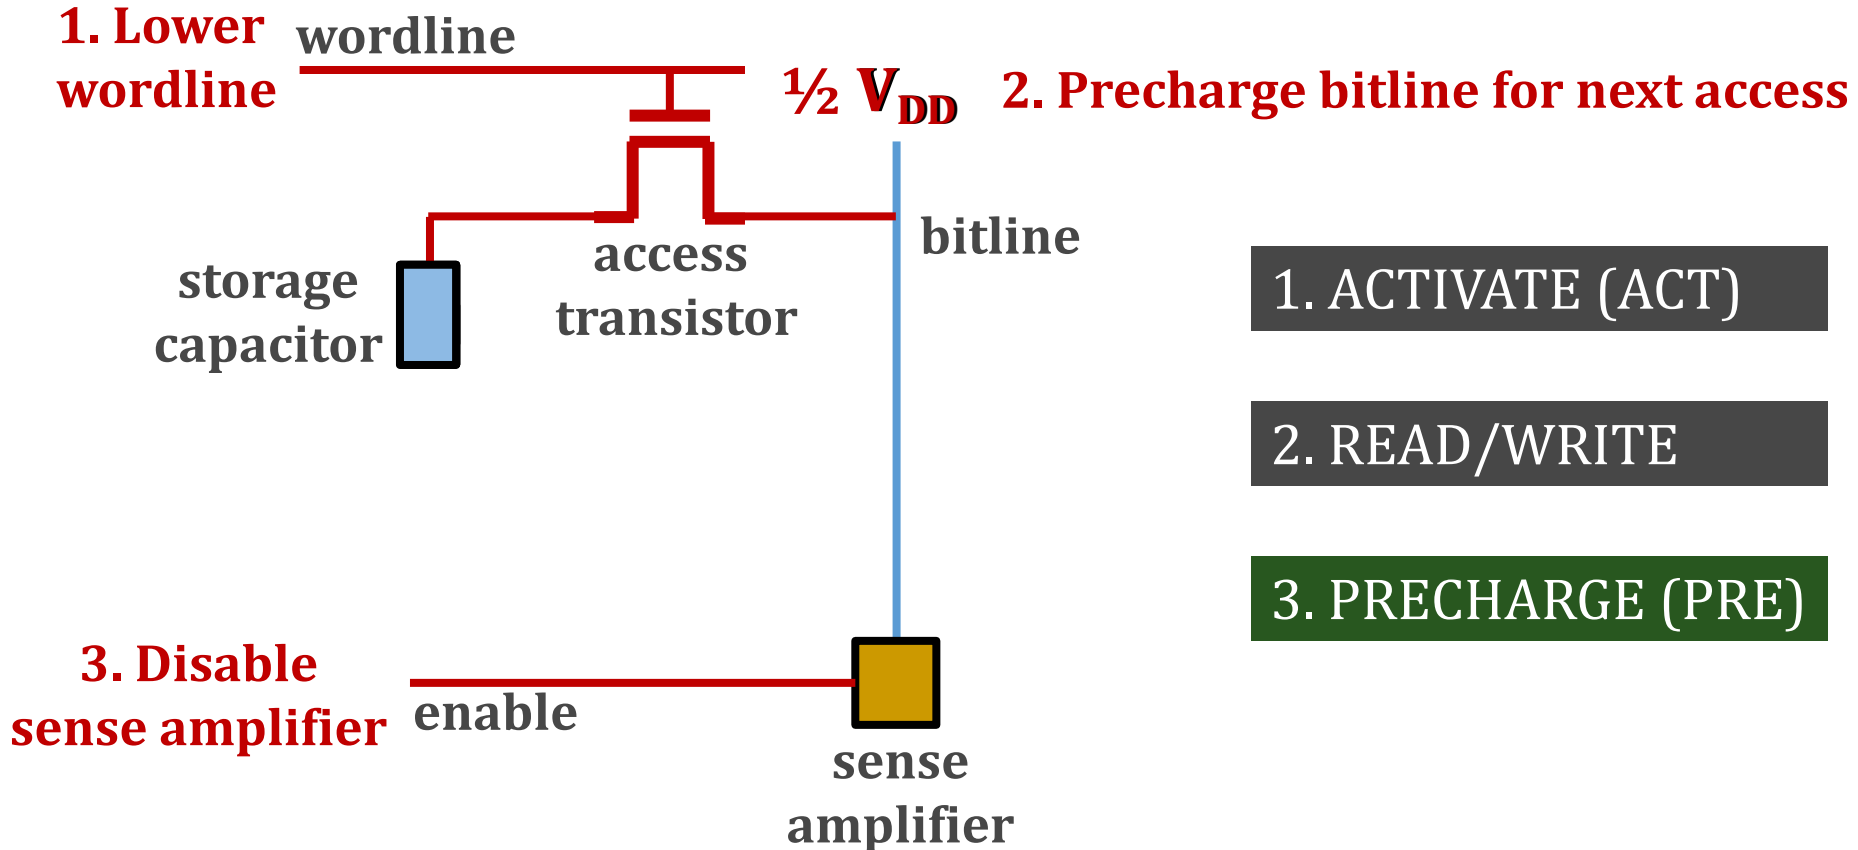 1. Lower
wordline
wordline
½ VDD
2. Precharge bitline for next access
bitline
access
transistor
storage
capacitor
1. ACTIVATE (ACT)
2. READ/WRITE
3. PRECHARGE (PRE)
3. Disable
sense amplifier
enable
sense
amplifier